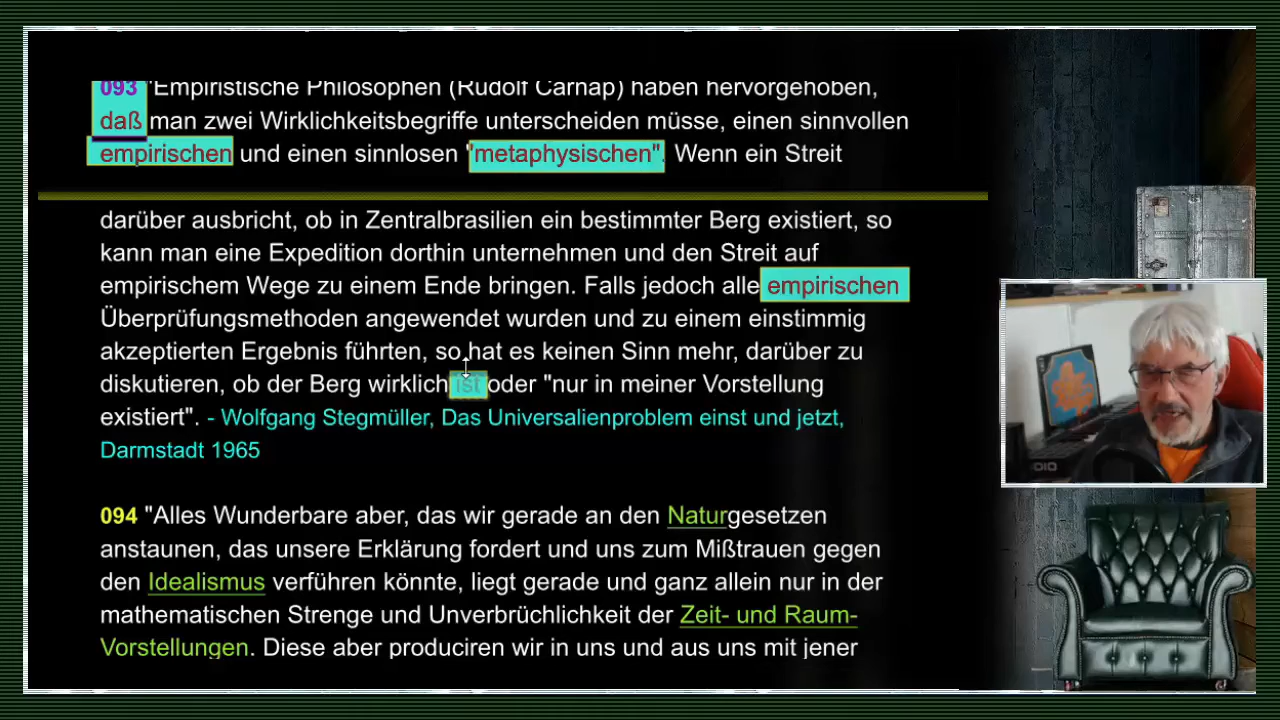 093 "Empiristische Philosophen (Rudolf Carnap) haben hervorgehoben,
daß man zwei Wirklichkeitsbegriffe unterscheiden müsse, einen sinnvollen
empirischen und einen sinnlosen "metaphysischen". Wenn ein Streit
darüber ausbricht, ob in Zentralbrasilien ein bestimmter Berg existiert, so
kann man eine Expedition dorthin unternehmen und den Streit auf
empirischem Wege zu einem Ende bringen. Falls jedoch alle empirischen
Überprüfungsmethoden angewendet wurden und zu einem einstimmig
akzeptierten Ergebnis führten, so hat es keinen Sinn mehr, darüber zu
diskutieren, ob der Berg wirklich ist oder "nur in meiner Vorstellung
existiert". - Wolfgang Stegmüller, Das Universalienproblem einst und jetzt,
Darmstadt 1965
094 "Alles Wunderbare aber, das wir gerade an den Naturgesetzen
anstaunen, das unsere Erklärung fordert und uns zum Mißtrauen gegen
den Idealismus verführen könnte, liegt gerade und ganz allein nur in der
mathematischen Strenge und Unverbrüchlichkeit der Zeit- und Raum-
Vorstellungen. Diese aber produciren wir in uns und aus uns mit jener